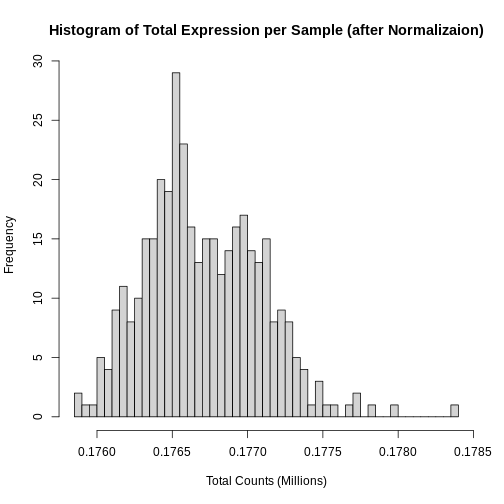 Histogram of Total Expression per Sample (after Normalizaion)
Frequency
30
25
20
15
10
5
0
0.1760 0.1765 0.1770 0.1775 0.1780 0.1785
Total Counts (Millions)